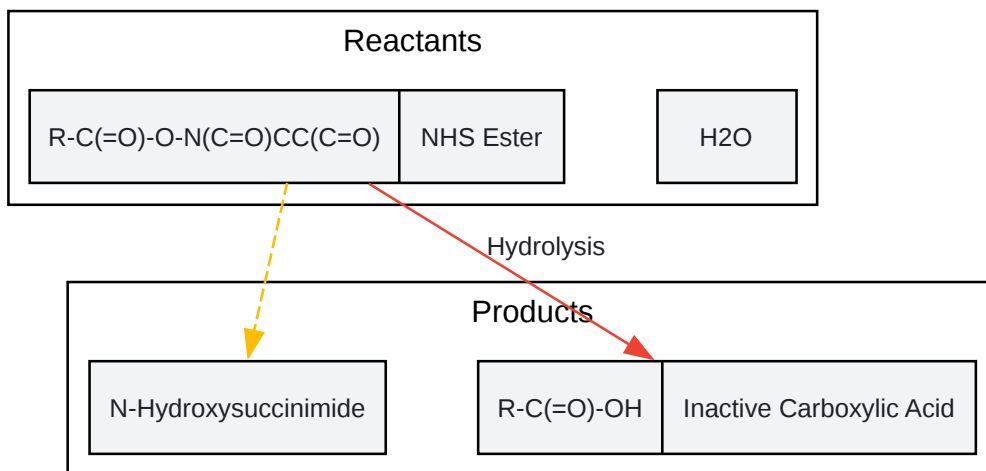 Reactants
R-C(=O)-O-N(C=O)CC(C=O)
NHS Ester
H2O
Hydrolysis
Products
N-Hydroxysuccinimide
R-C(=O)-OH
Inactive Carboxylic Acid